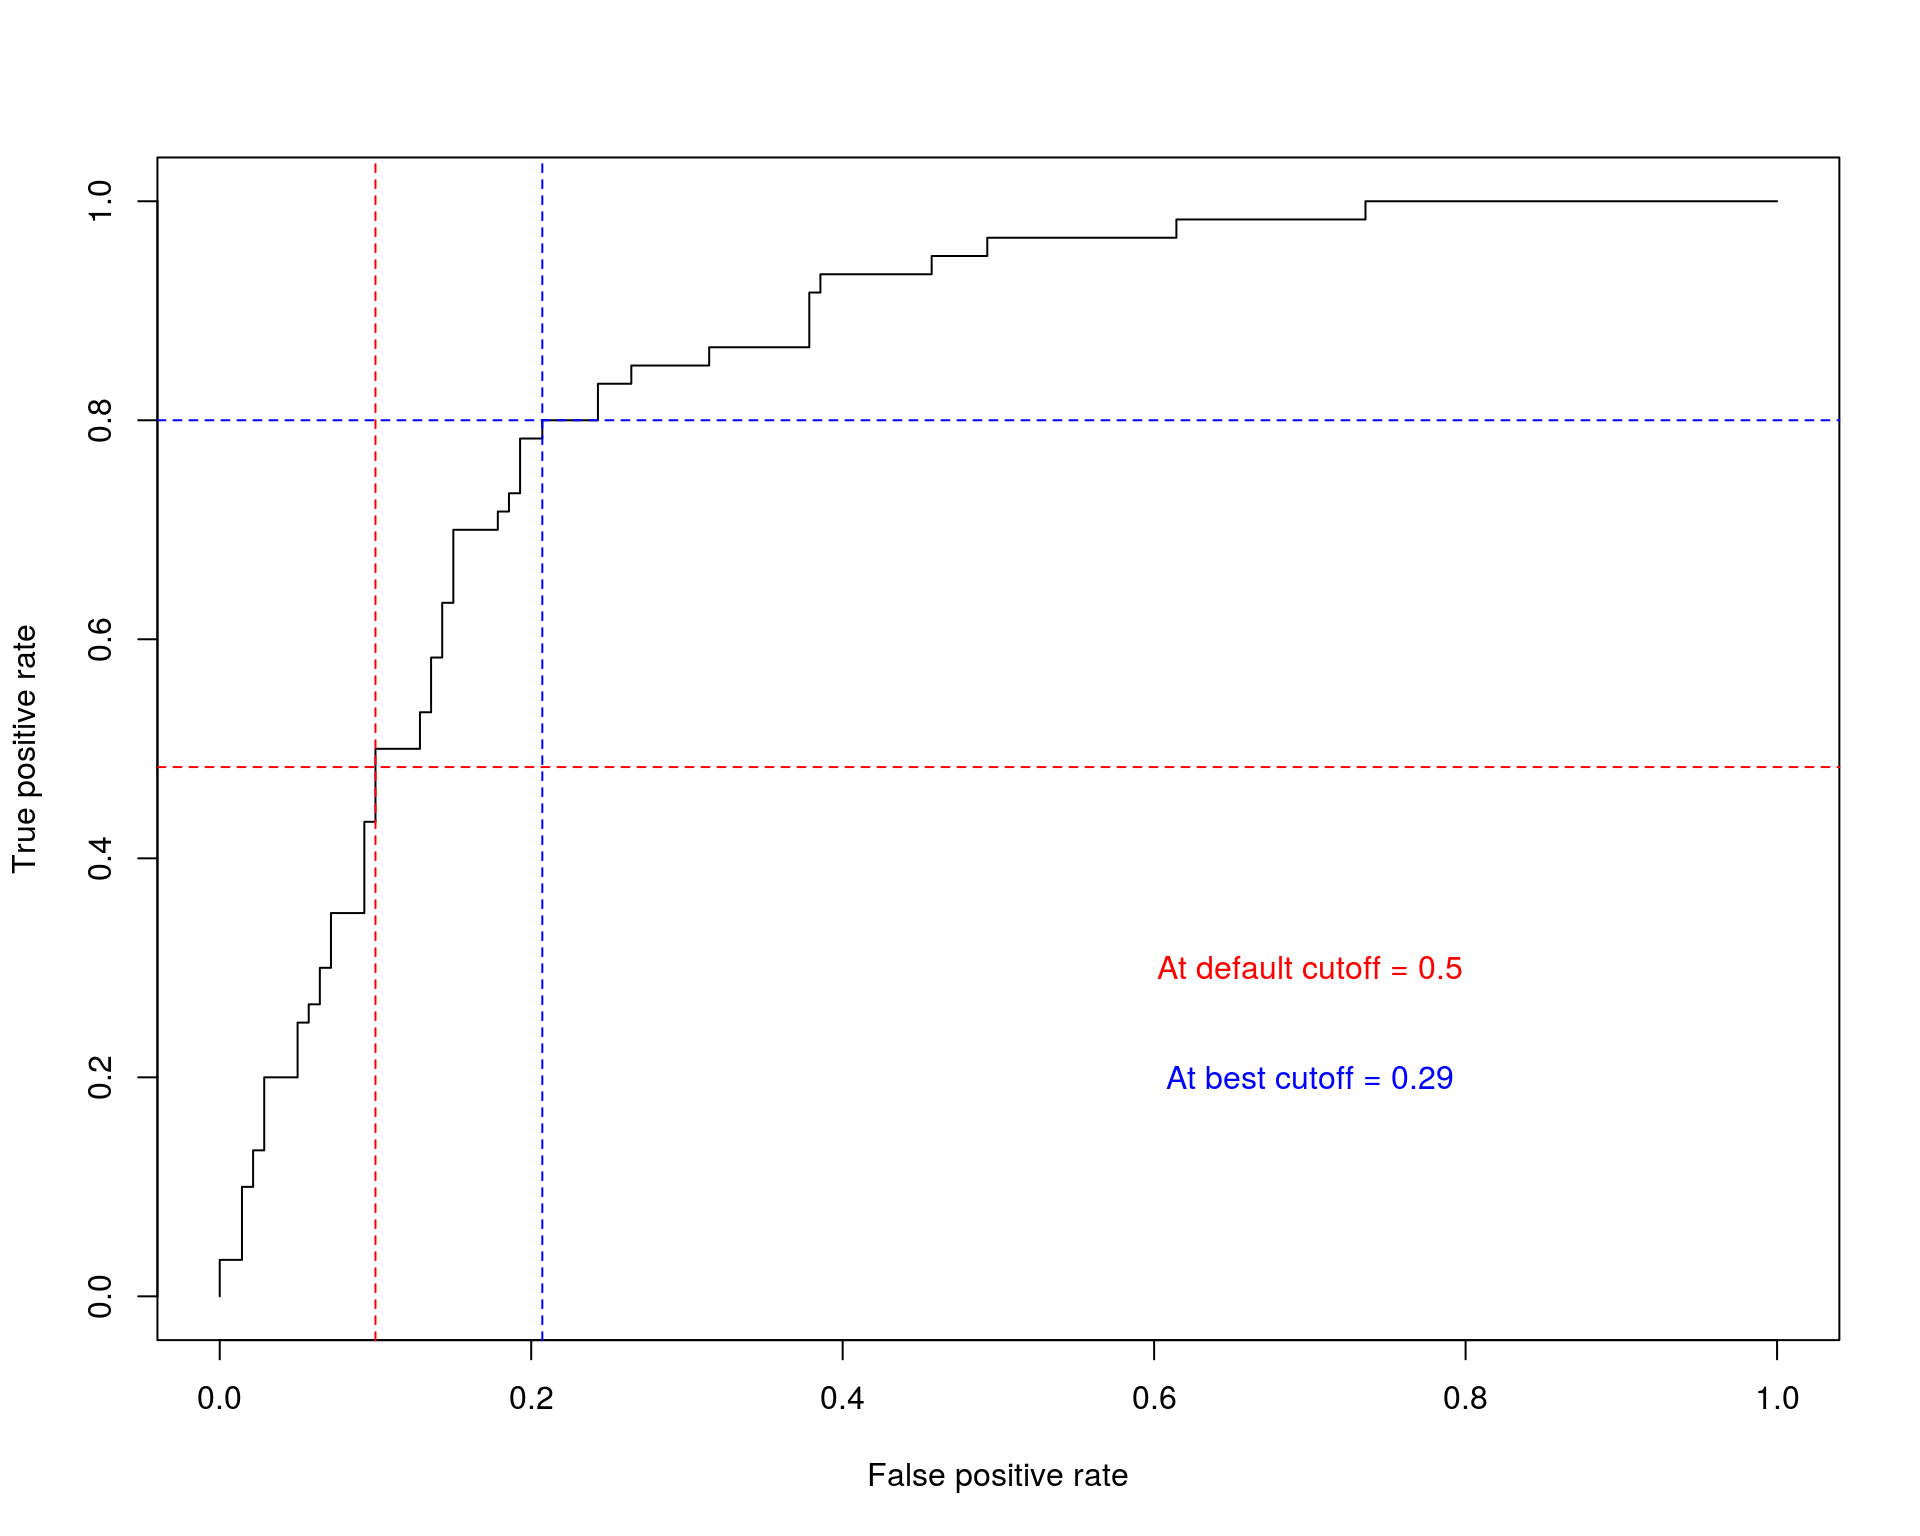 1.0
0.8
0.6
0.4
0.2
0.0
True positive rate
At default cutoff = 0.5
At best cutoff = 0.29
0.0 0.2 0.4 0.6 0.8 1.0
False positive rate